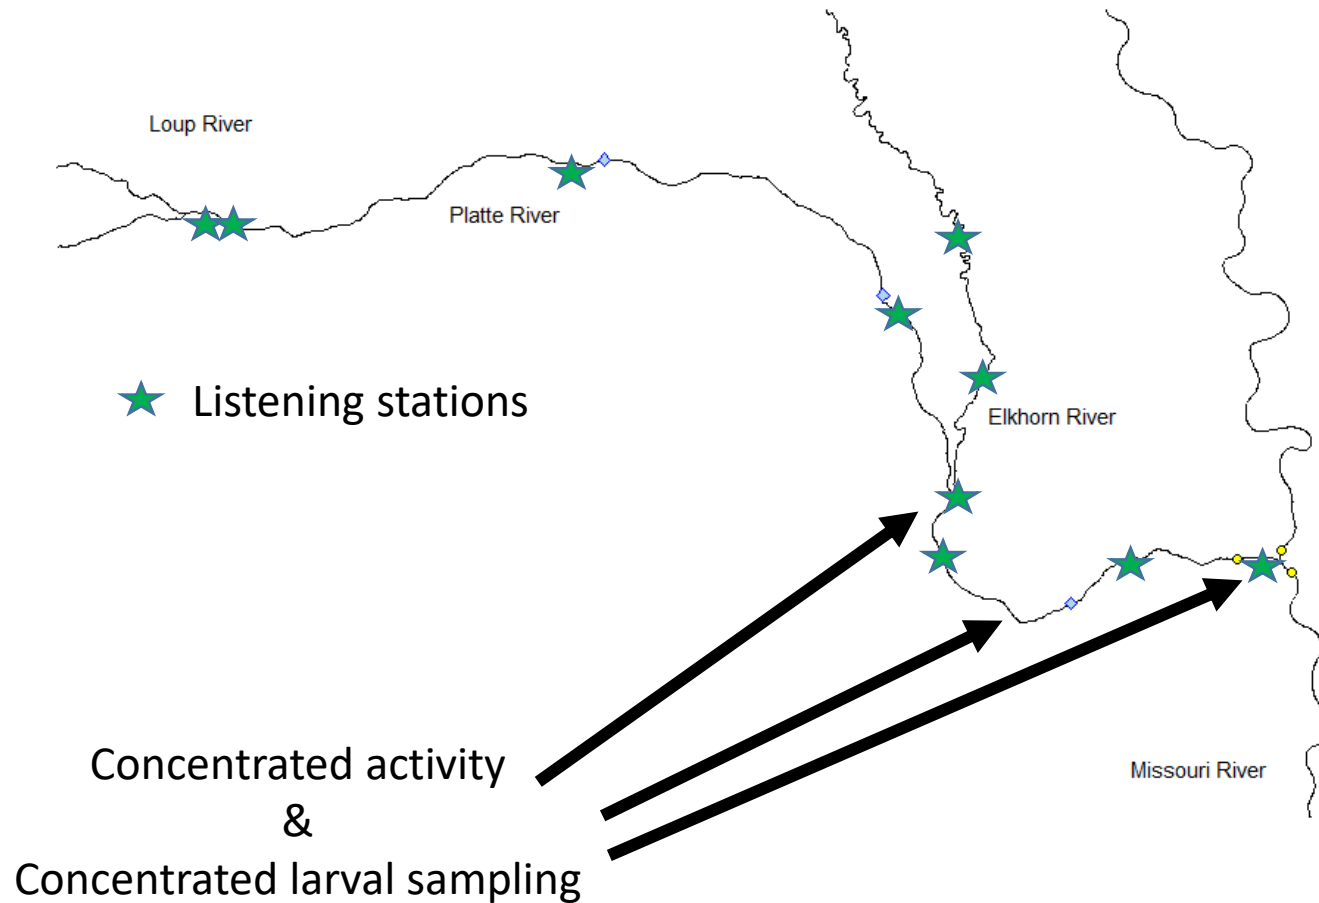 Loup River
Platte River
Listening stations
Elkhorn River
Concentrated activity
&
Concentrated larval sampling
Missouri River